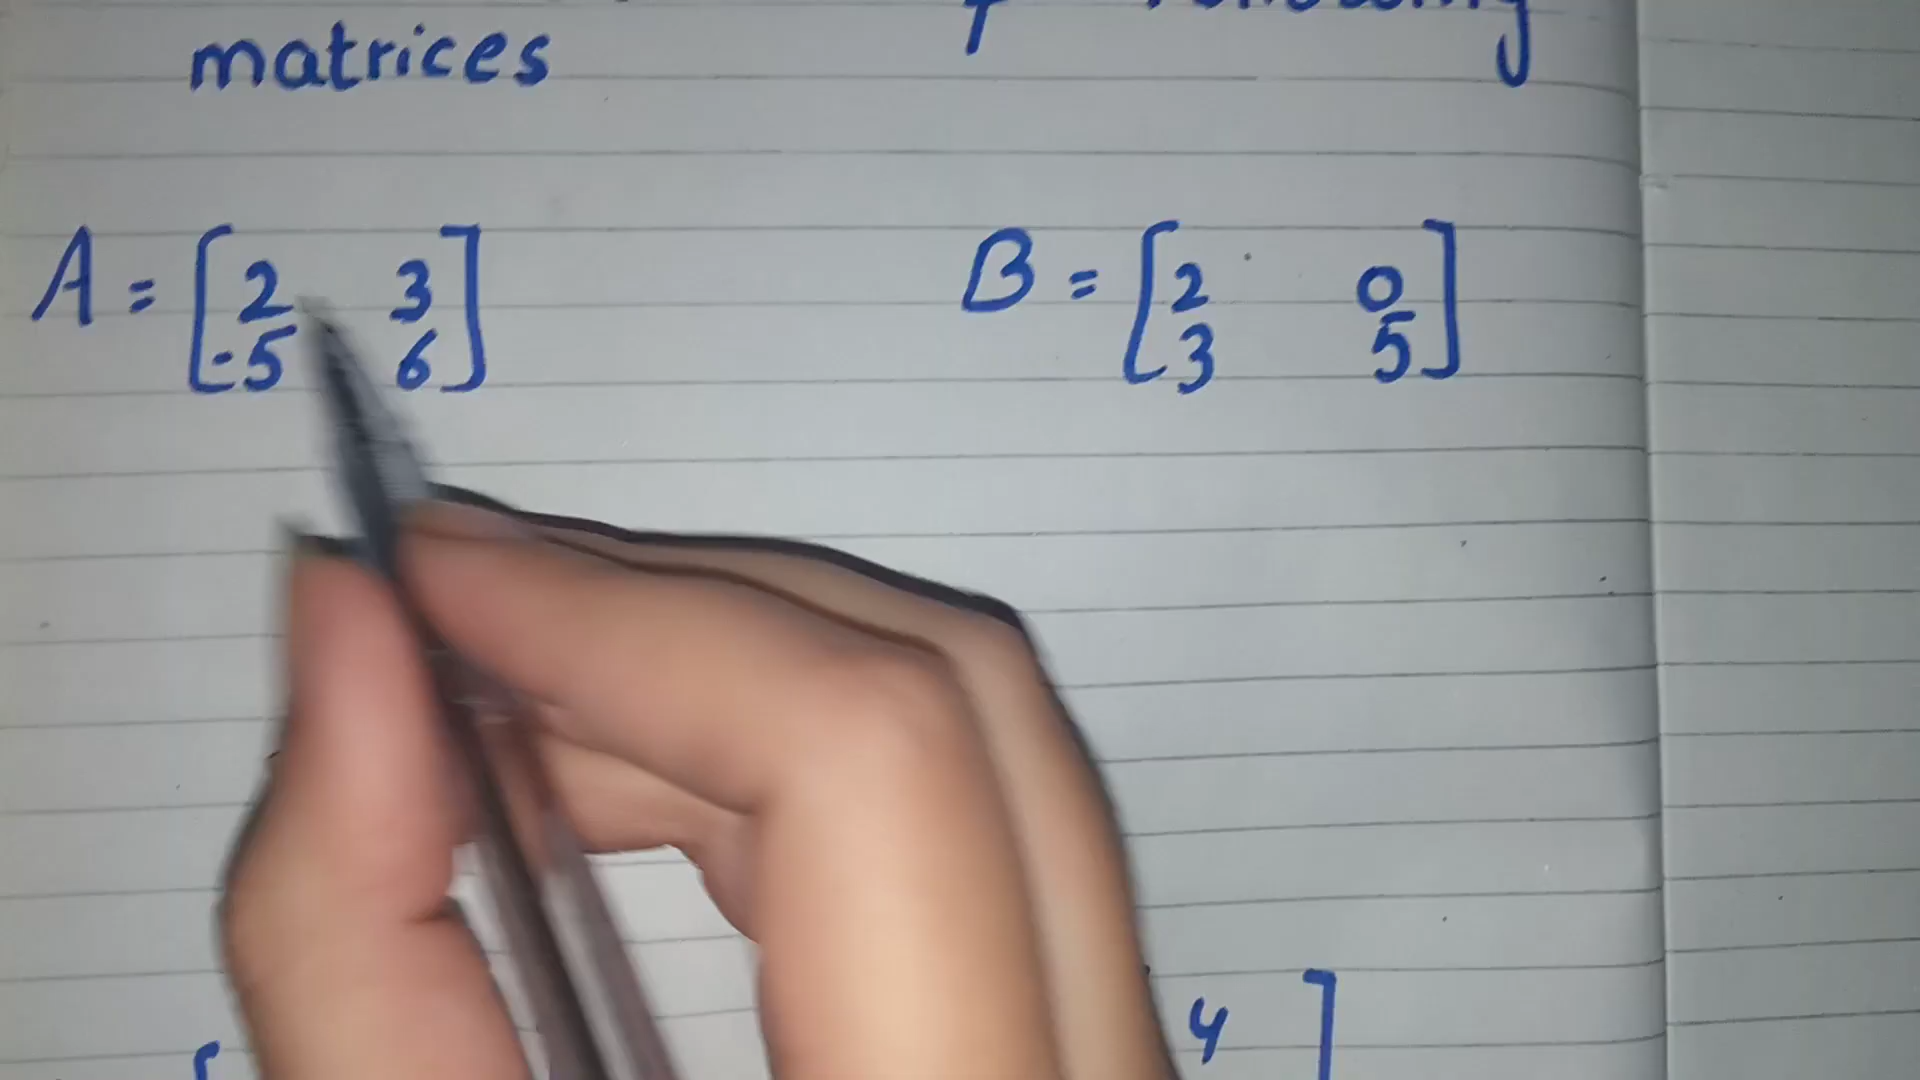 matrices
A = [2 3
-5 6]
B = [2 0
3 5]
4 ]